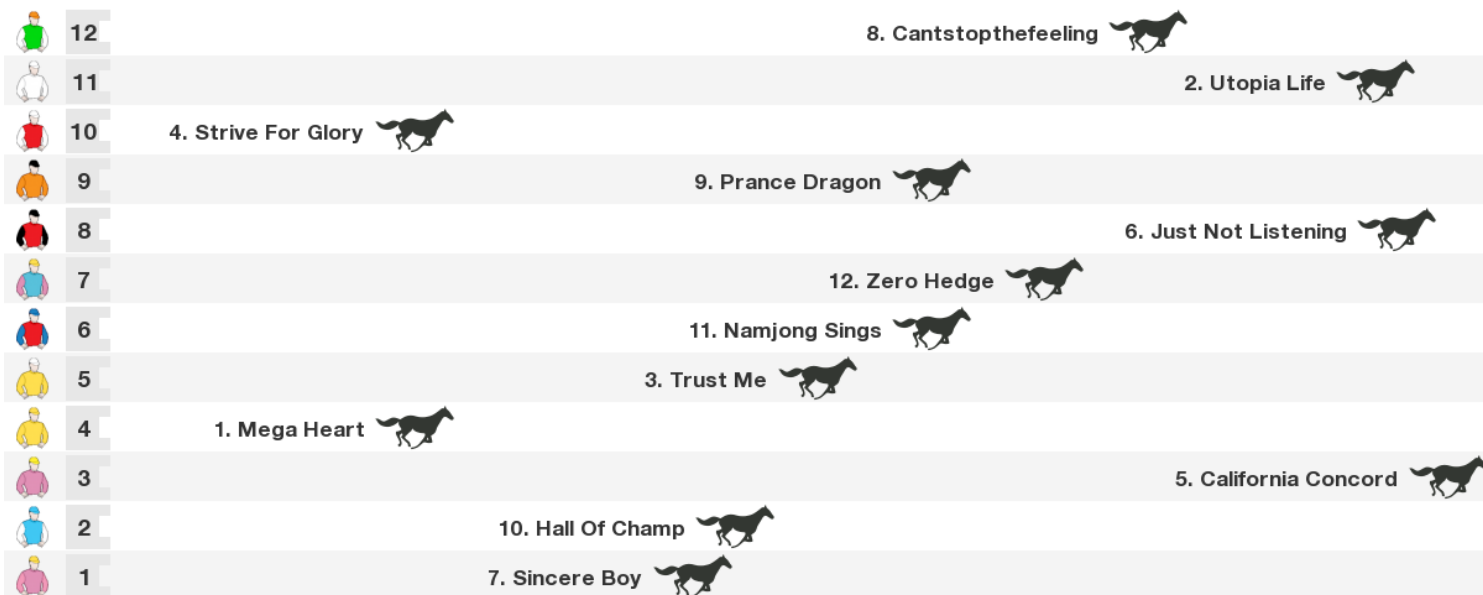 12 8. Cantstopthefeeling
11 2. Utopia Life
10 4. Strive For Glory
9 9. Prance Dragon
8 6. Just Not Listening
7 12. Zero Hedge
6 11. Namjong Sings
5 3. Trust Me
4 1. Mega Heart
3 5. California Concord
2 10. Hall Of Champ
1 7. Sincere Boy